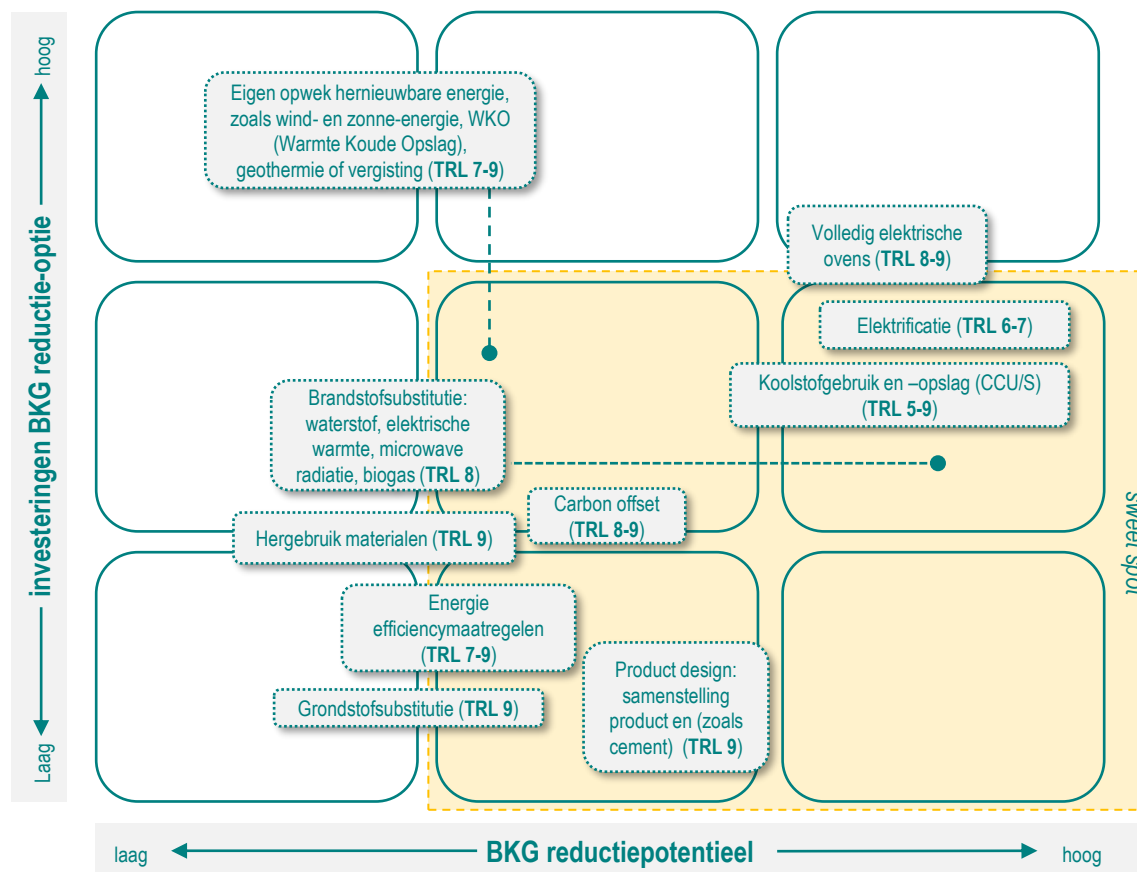 hoog
investeringen BKG reductie-optie
Laag
Eigen opwek hernieuwbare energie,
zoals wind- en zonne-energie, WKO
(Warmte Koude Opslag),
geothermie of vergisting (TRL 7-9)
Volledig elektrische
ovens (TRL 8-9)
Elektrificatie (TRL 6-7)
Koolstofgebruik en –opslag (CCU/S)
(TRL 5-9)
Brandstofsubstitutie:
waterstof, elektrische
warmte, microwave
radiatie, biogas (TRL 8)
Carbon offset
(TRL 8-9)
Hergebruik materialen (TRL 9)
sweet spot
Energie
efficiencymaatregelen
(TRL 7-9)
Product design:
samenstelling
product en (zoals
cement) (TRL 9)
Grondstofsubstitutie (TRL 9)
laag
BKG reductiepotentieel
hoog